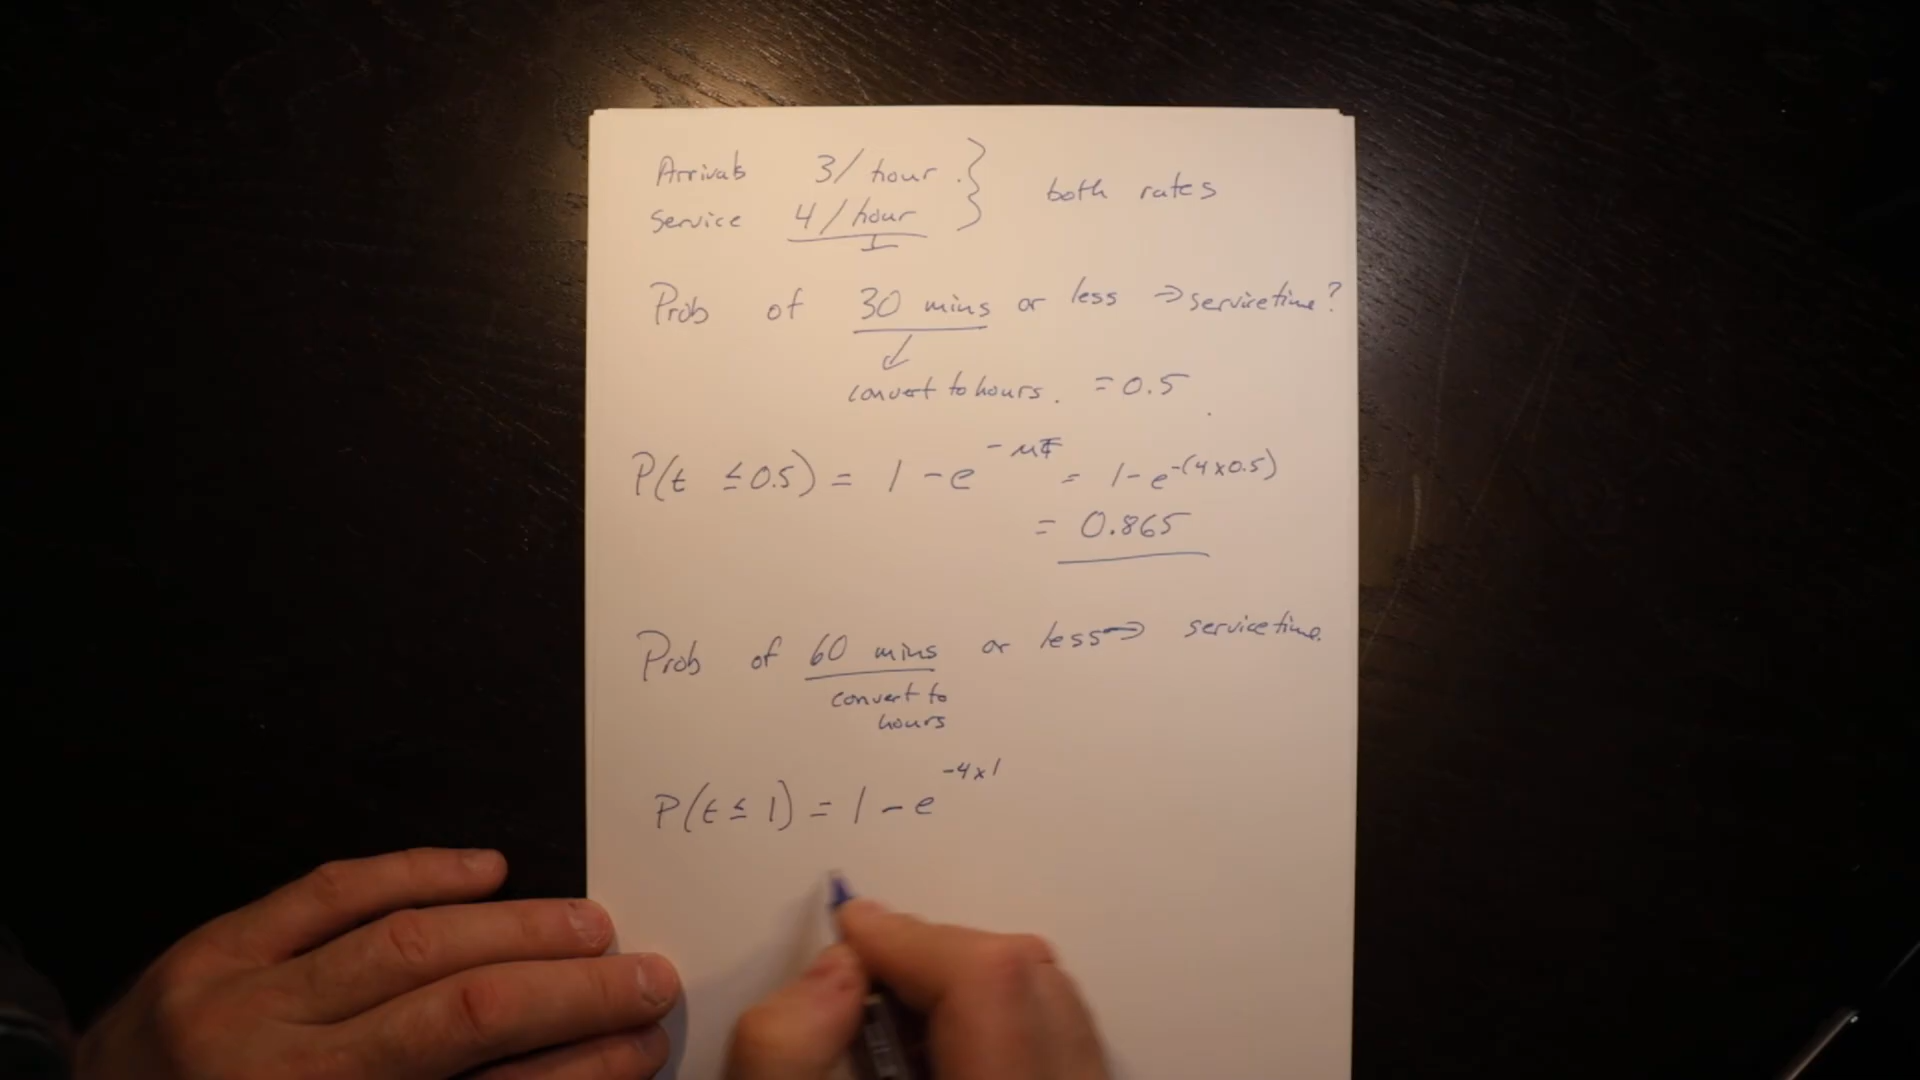 Arrivals 3/hour } both rates
Service 4/hour
Prob of 30 mins or less → service time?
convert to hours. = 0.5
P(t ≤ 0.5) = 1 - e^{-μt} = 1 - e^{-(4x0.5)}
= 0.865
Prob of 60 mins or less → service time.
convert to
hours
P(t ≤ 1) = 1 - e^{-4x1}